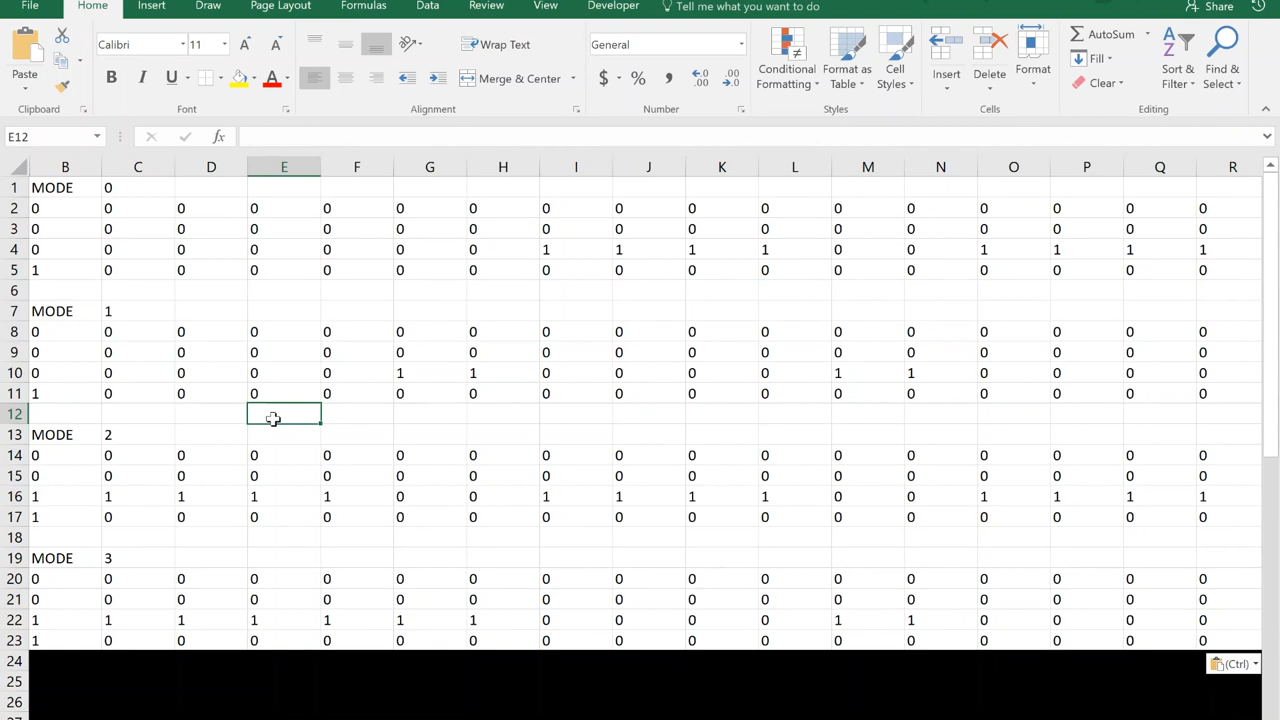 File Home Insert Draw Page Layout Formulas Data Review View Developer Tell me what you want to do Share
Paste Calibri 11 A A B I U A Wrap Text Merge & Center General $ % , .0 .00 .00 .0 Conditional Formatting Format as Table Cell Styles Insert Delete Format AutoSum Fill Clear Sort & Filter Find & Select
Clipboard Font Alignment Number Styles Cells Editing
E12 fx
B C D E F G H I J K L M N O P Q R
1 MODE 0
2 0 0 0 0 0 0 0 0 0 0 0 0 0 0 0 0 0
3 0 0 0 0 0 0 0 0 0 0 0 0 0 0 0 0 0
4 0 0 0 0 0 0 0 1 1 1 1 0 0 1 1 1 1
5 1 0 0 0 0 0 0 0 0 0 0 0 0 0 0 0 0
6
7 MODE 1
8 0 0 0 0 0 0 0 0 0 0 0 0 0 0 0 0 0
9 0 0 0 0 0 0 0 0 0 0 0 0 0 0 0 0 0
10 0 0 0 0 0 1 1 0 0 0 0 1 1 0 0 0 0
11 1 0 0 0 0 0 0 0 0 0 0 0 0 0 0 0 0
12
13 MODE 2
14 0 0 0 0 0 0 0 0 0 0 0 0 0 0 0 0 0
15 0 0 0 0 0 0 0 0 0 0 0 0 0 0 0 0 0
16 1 1 1 1 1 0 0 1 1 1 1 0 0 1 1 1 1
17 1 0 0 0 0 0 0 0 0 0 0 0 0 0 0 0 0
18
19 MODE 3
20 0 0 0 0 0 0 0 0 0 0 0 0 0 0 0 0 0
21 0 0 0 0 0 0 0 0 0 0 0 0 0 0 0 0 0
22 1 1 1 1 1 1 1 0 0 0 0 1 1 0 0 0 0
23 1 0 0 0 0 0 0 0 0 0 0 0 0 0 0 0 0
24 (Ctrl)
25
26